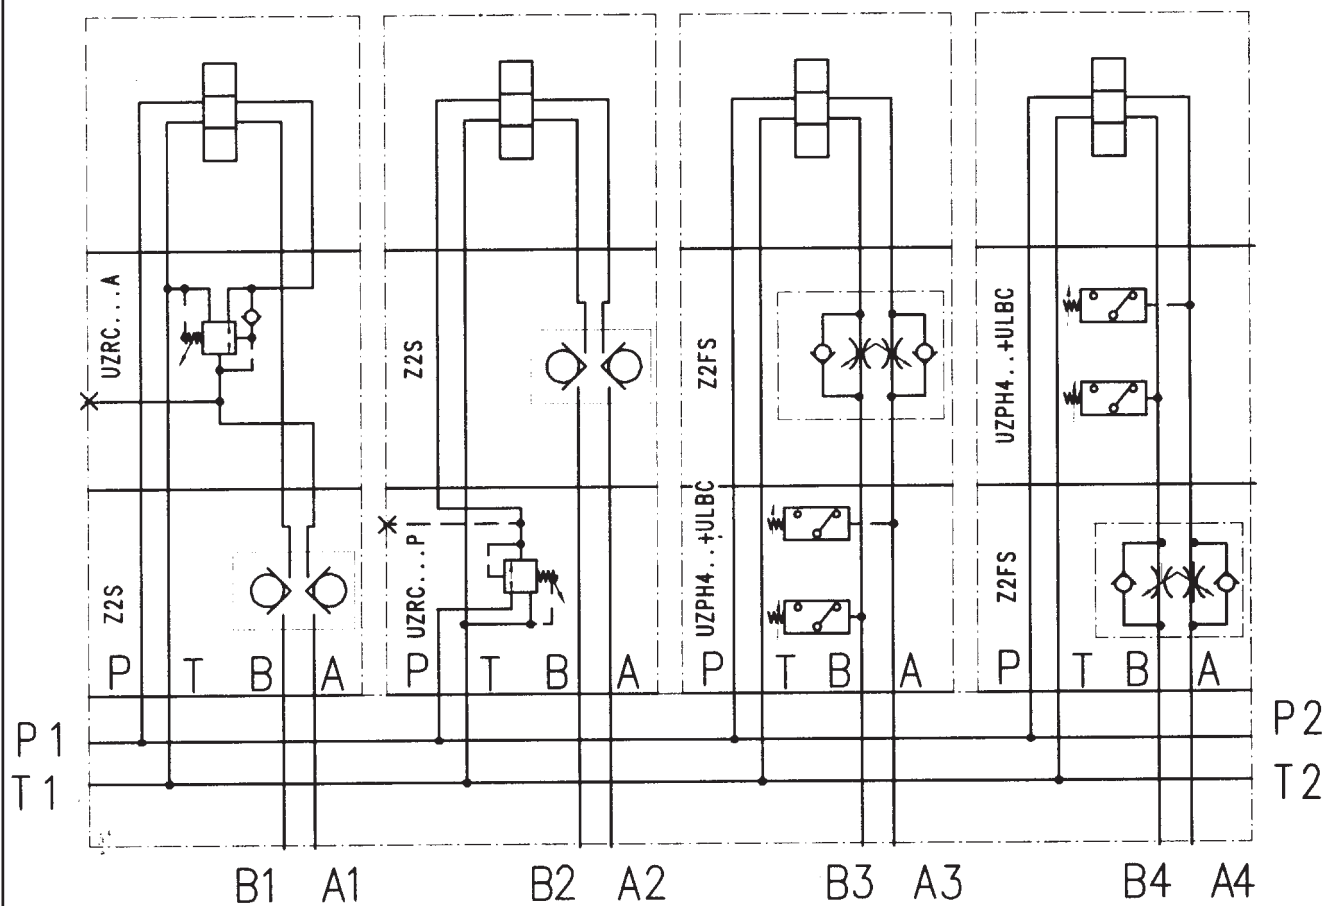 UZRC....A
Z2S
Z2FS
UZPH4..+ULBC
Z2S
UZRC...P
UZPH4..+ULBC
Z2FS
P T B A
P T B A
P T B A
P T B A
P1
P2
T1
T2
B1 A1
B2 A2
B3 A3
B4 A4